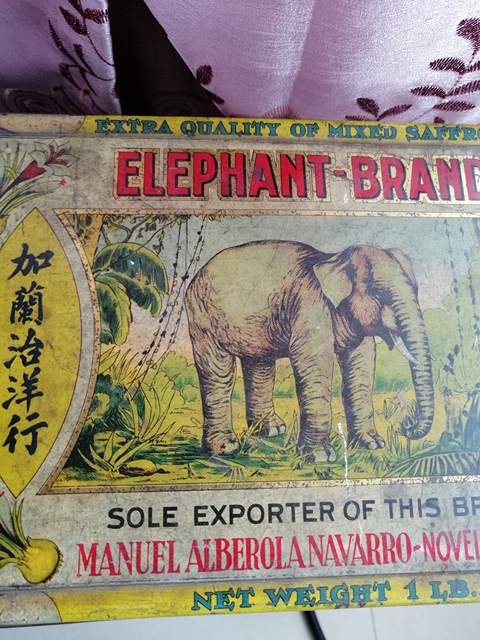 EXTRA QUALITY OF MIXED SAFFRO
ELEPHANT-BRAND
加蘭治洋行
SOLE EXPORTER OF THIS BR
MANUEL ALBEROLA NAVARRO-NOVEL
NET WEIGHT 1 LB.